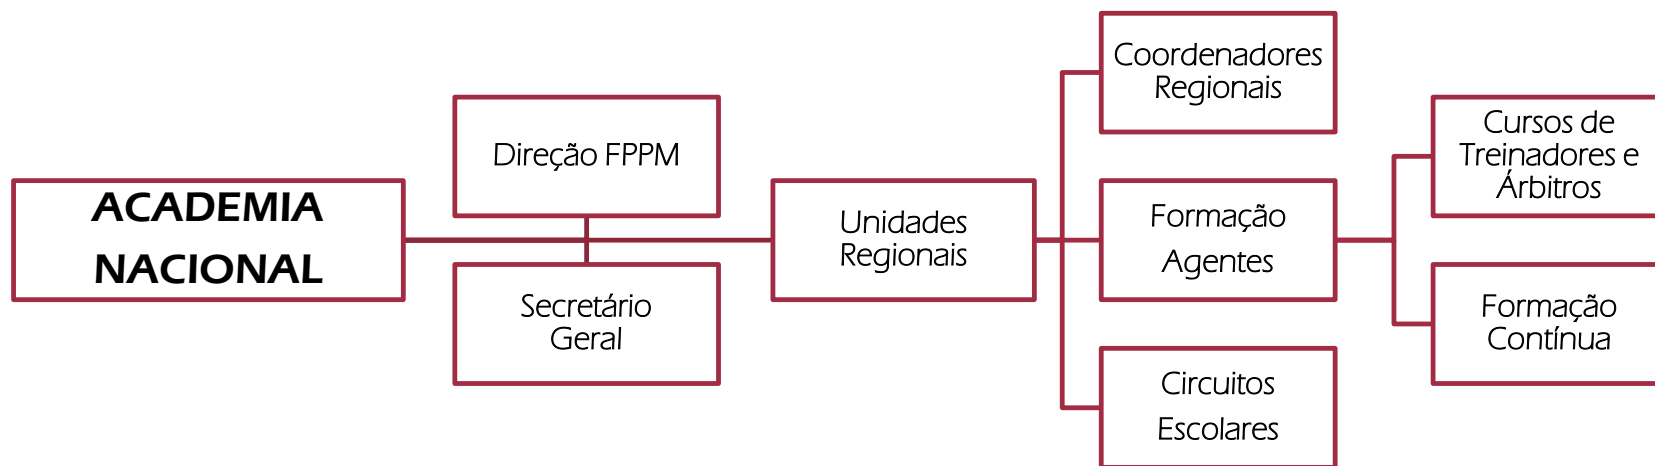 ACADEMIA
NACIONAL
Direção FPPM
Secretário
Geral
Unidades
Regionais
Coordenadores
Regionais
Formação
Agentes
Circuitos
Escolares
Cursos de
Treinadores e
Árbitros
Formação
Contínua